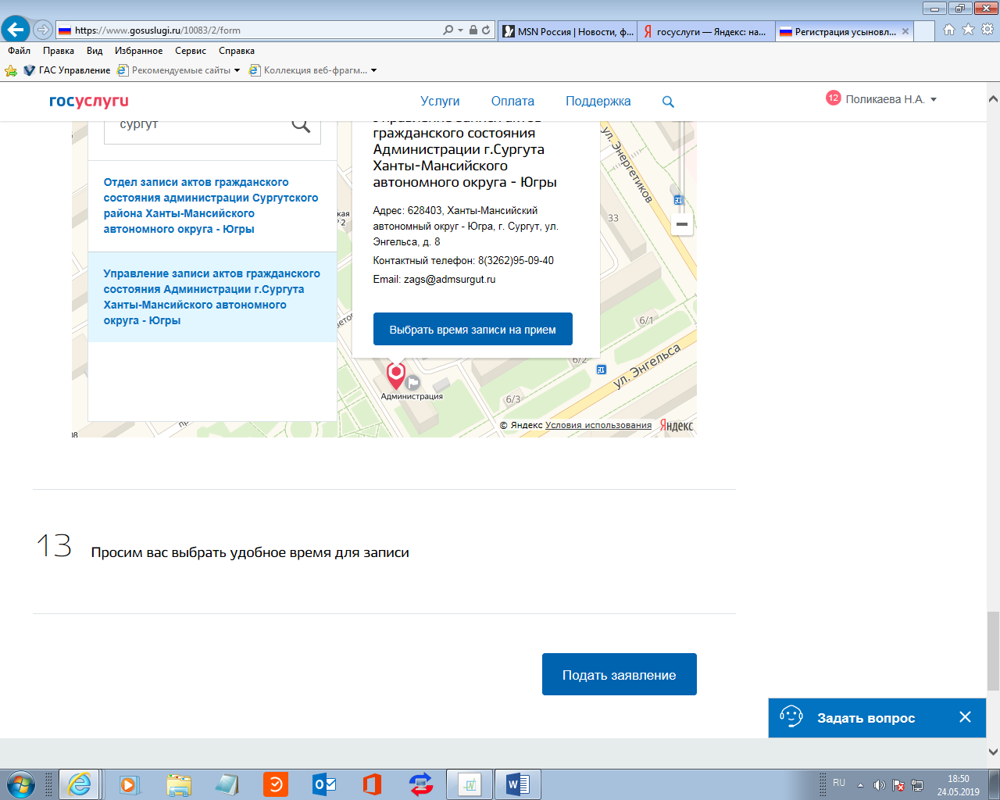 https://www.gosuslugi.ru/10083/2/form
MSN Россия | Новости, ф...
госуслуги — Яндекс: на...
Регистрация усыновл...
Файл Правка Вид Избранное Сервис Справка
ГАС Управление Рекомендуемые сайты Коллекция веб-фрагм...
госуслуги
Услуги Оплата Поддержка
12 Поликаева Н.А.
сургут
Отдел записи актов гражданского
состояния администрации Сургутского
района Ханты-Мансийского
автономного округа - Югры
Управление записи актов гражданского
состояния Администрации г.Сургута
Ханты-Мансийского автономного
округа - Югры
Управление записи актов
гражданского состояния
Администрации г.Сургута
Ханты-Мансийского
автономного округа - Югры
Адрес: 628403, Ханты-Мансийский
автономный округ - Югра, г. Сургут, ул.
Энгельса, д. 8
Контактный телефон: 8(3262)95-09-40
Email: zags@admsurgut.ru
Выбрать время записи на прием
ул. Энергетиков
33
6/1
6/2
ул. Энгельса
6/3
Администрация
© Яндекс Условия использования Яндекс
13 Просим вас выбрать удобное время для записи
Подать заявление
Задать вопрос
RU
18:50
24.05.2019